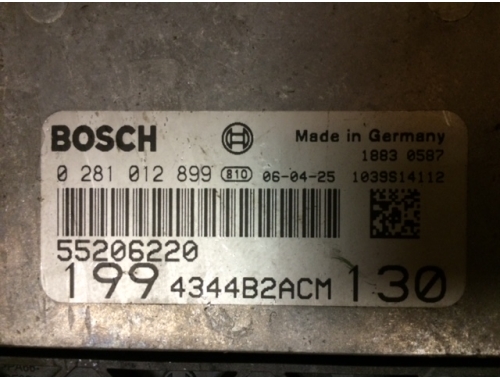 BOSCH Made in Germany
1883 0587
0 281 012 899 810 06-04-25 1039S14112
55206220
199 4344B2ACM 130